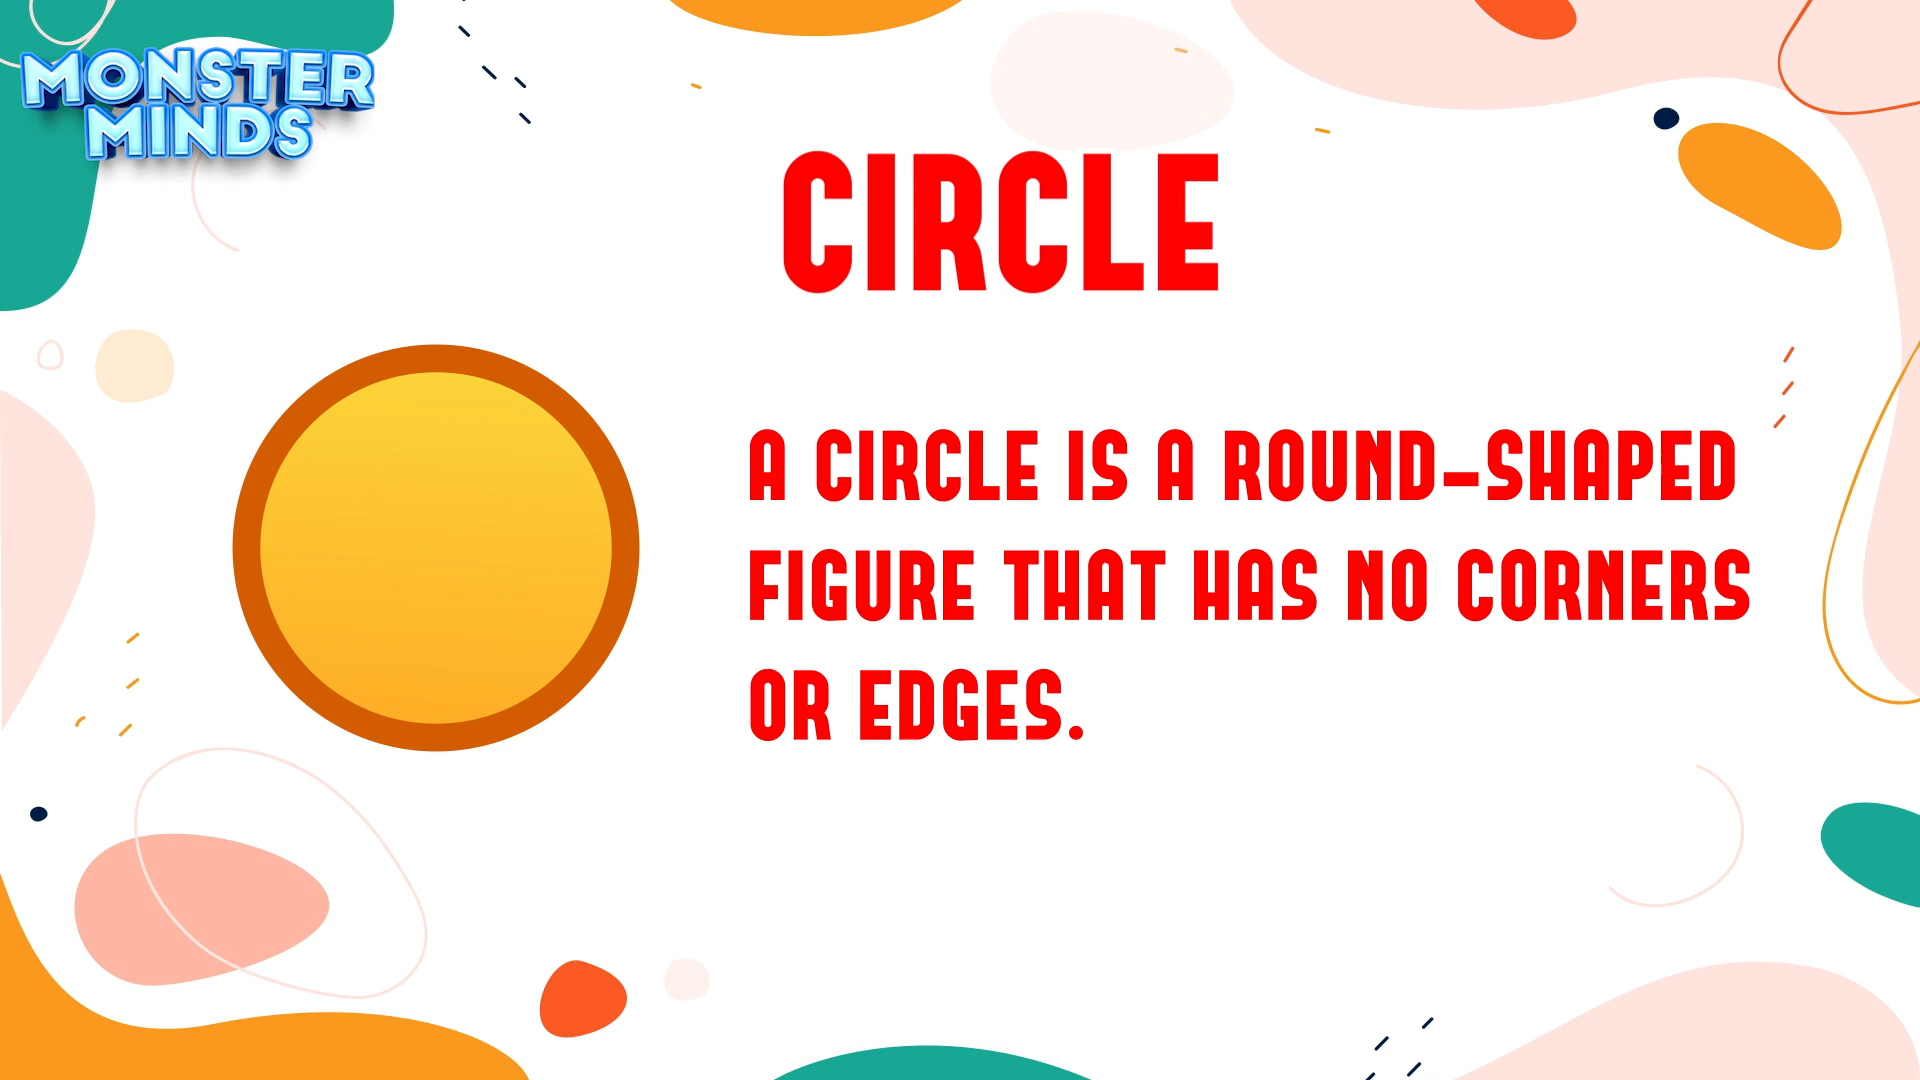 MONSTER
MINDS
CIRCLE
A CIRCLE IS A ROUND-SHAPED
FIGURE THAT HAS NO CORNERS
OR EDGES.